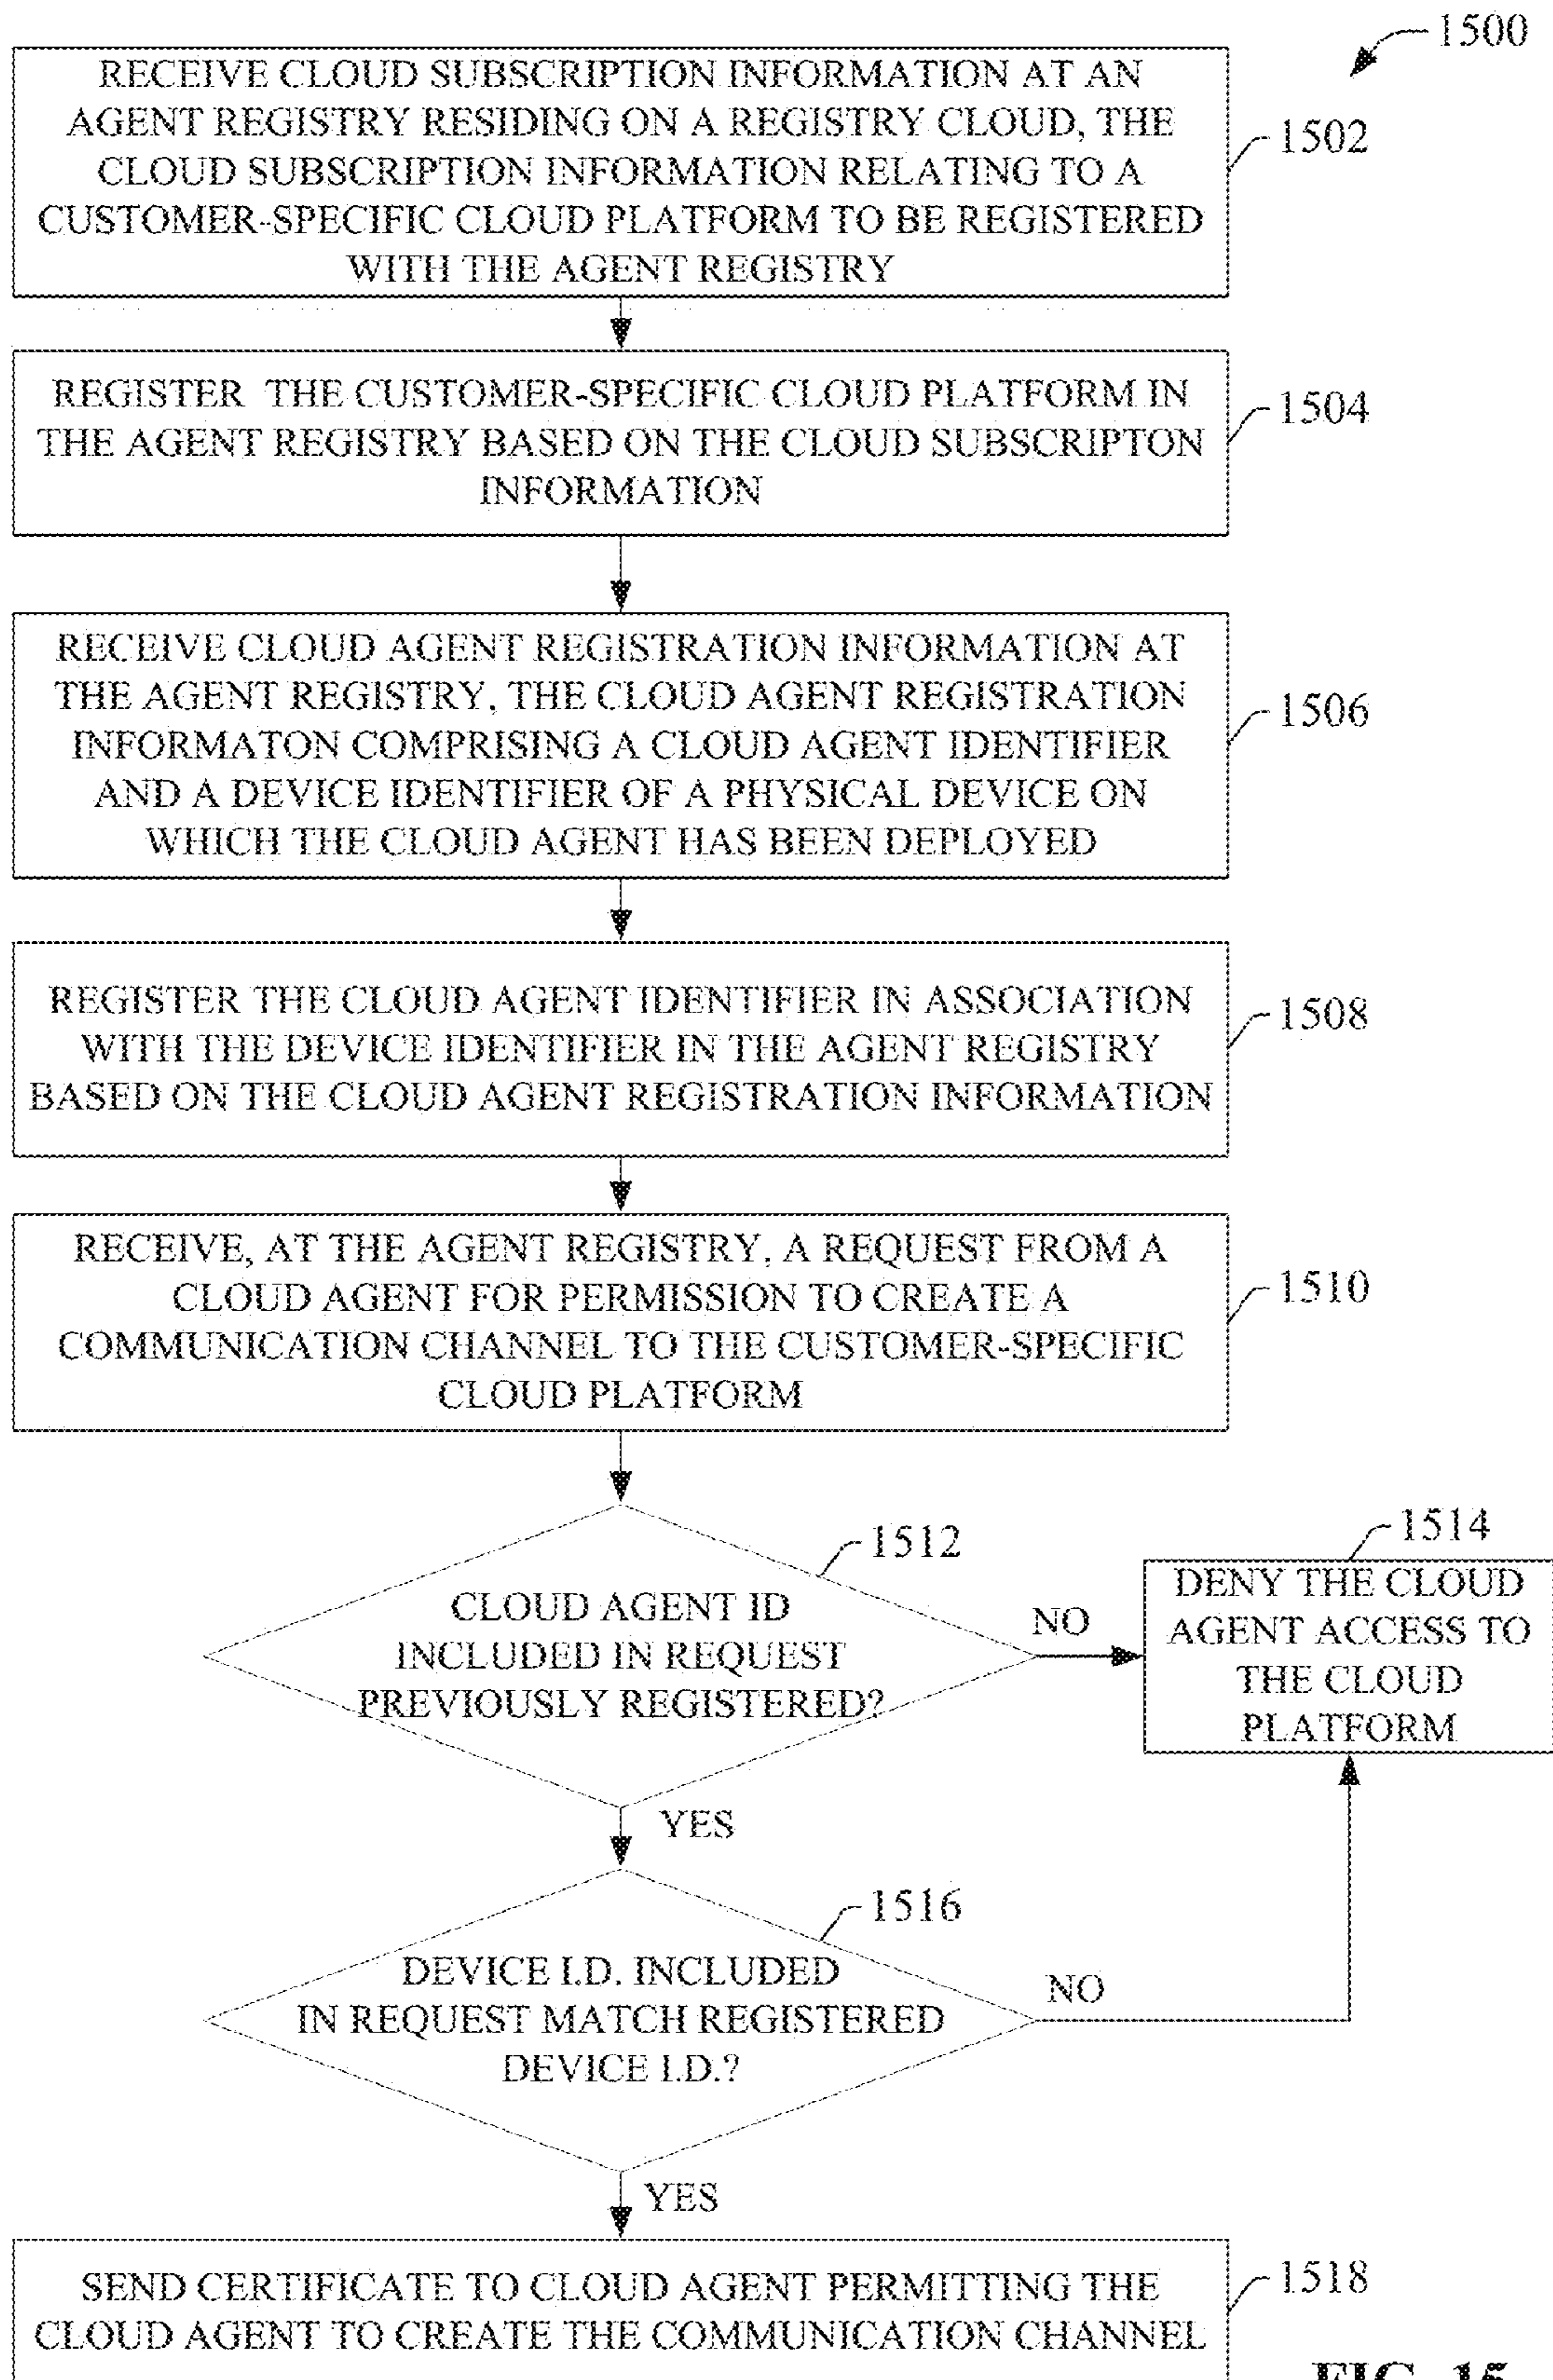 1500
RECEIVE CLOUD SUBSCRIPTION INFORMATION AT AN
AGENT REGISTRY RESIDING ON A REGISTRY CLOUD, THE
CLOUD SUBSCRIPTION INFORMATION RELATING TO A
CUSTOMER-SPECIFIC CLOUD PLATFORM TO BE REGISTERED
WITH THE AGENT REGISTRY
1502
REGISTER THE CUSTOMER-SPECIFIC CLOUD PLATFORM IN
THE AGENT REGISTRY BASED ON THE CLOUD SUBSCRIPTON
INFORMATION
1504
RECEIVE CLOUD AGENT REGISTRATION INFORMATION AT
THE AGENT REGISTRY, THE CLOUD AGENT REGISTRATION
INFORMATON COMPRISING A CLOUD AGENT IDENTIFIER
AND A DEVICE IDENTIFIER OF A PHYSICAL DEVICE ON
WHICH THE CLOUD AGENT HAS BEEN DEPLOYED
1506
REGISTER THE CLOUD AGENT IDENTIFIER IN ASSOCIATION
WITH THE DEVICE IDENTIFIER IN THE AGENT REGISTRY
BASED ON THE CLOUD AGENT REGISTRATION INFORMATION
1508
RECEIVE, AT THE AGENT REGISTRY, A REQUEST FROM A
CLOUD AGENT FOR PERMISSION TO CREATE A
COMMUNICATION CHANNEL TO THE CUSTOMER-SPECIFIC
CLOUD PLATFORM
1510
1512
CLOUD AGENT ID
INCLUDED IN REQUEST
PREVIOUSLY REGISTERED?
NO
1514
DENY THE CLOUD
AGENT ACCESS TO
THE CLOUD
PLATFORM
YES
1516
DEVICE I.D. INCLUDED
IN REQUEST MATCH REGISTERED
DEVICE I.D.?
NO
YES
SEND CERTIFICATE TO CLOUD AGENT PERMITTING THE
CLOUD AGENT TO CREATE THE COMMUNICATION CHANNEL
1518
FIG. 15